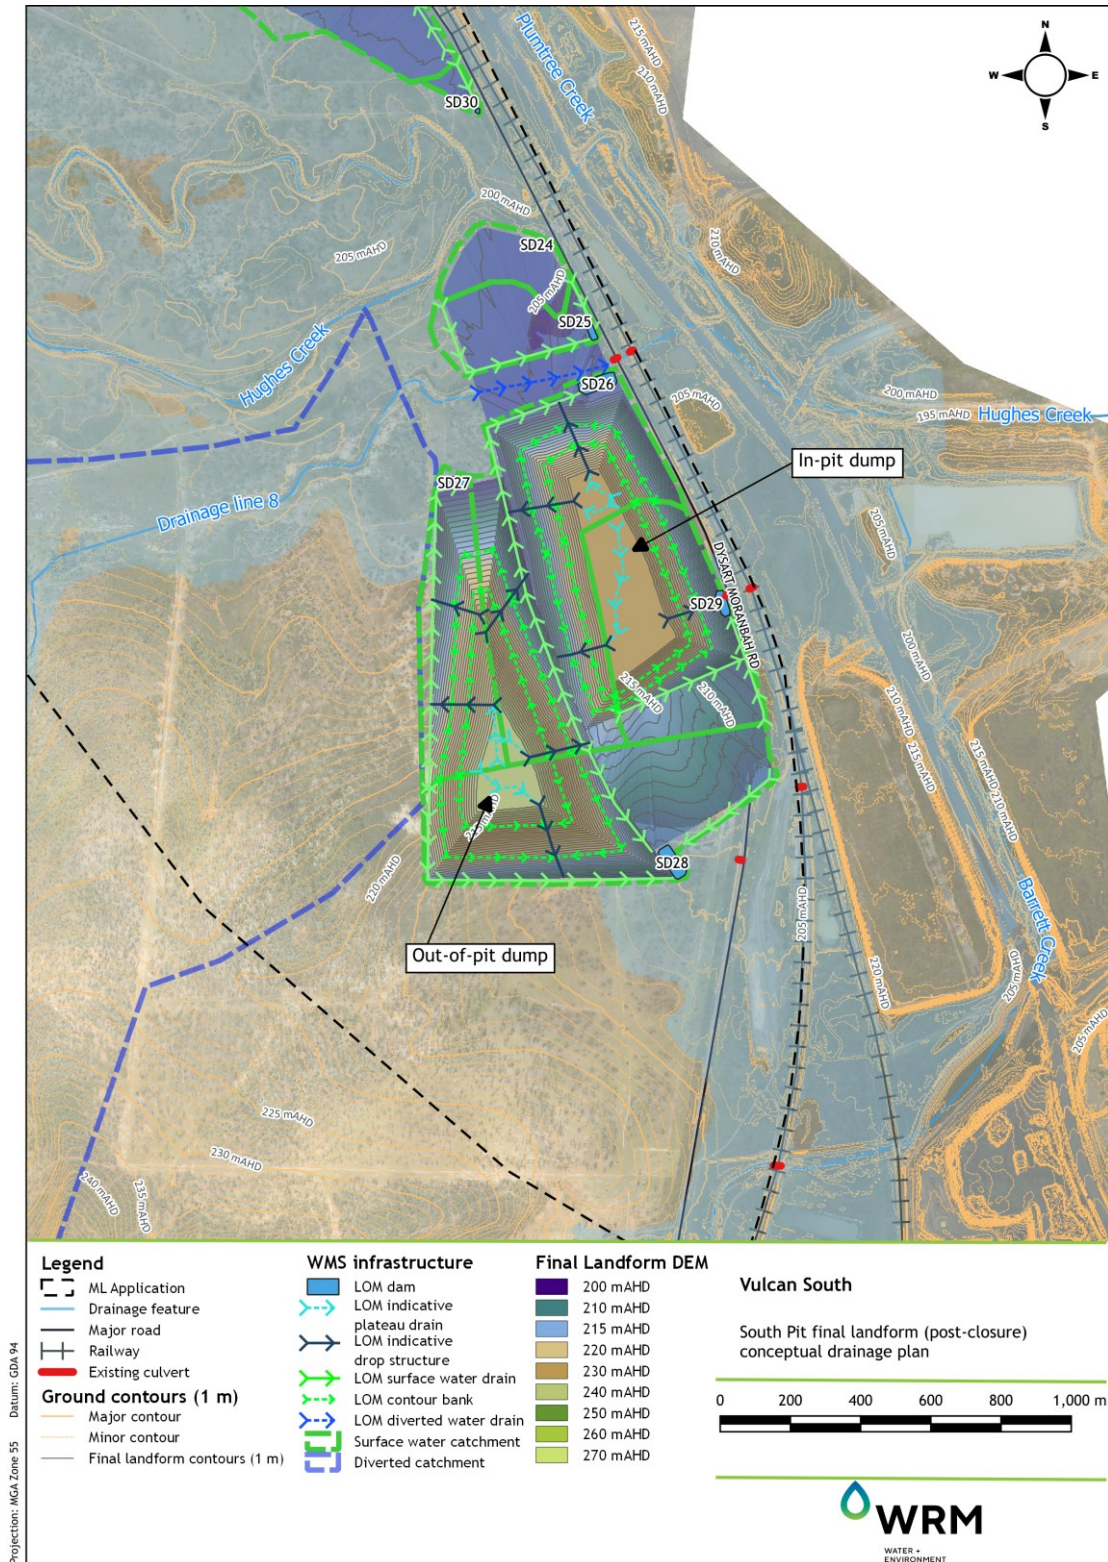 N
W
E
S
Plumtree Creek
215 mAHD
210 mAHD
SD30
200 mAHD
SD24
210 mAHD
205 mAHD
205 mAHD
SD25
Hughes Creek
SD26
205 mAHD
200 mAHD
195 mAHD
Hughes Creek
In-pit dump
SD27
Drainage line 8
205 mAHD
DYSART MORANBAH RD
SD29
200 mAHD
215 mAHD
210 mAHD
210 mAHD
215 mAHD
215 mAHD
210 mAHD
220 mAHD
SD28
Barrett Creek
205 mAHD
Out-of-pit dump
220 mAHD
205 mAHD
205 mAHD
225 mAHD
230 mAHD
240 mAHD
235 mAHD
Legend
ML Application
Drainage feature
Major road
Railway
Existing culvert
Ground contours (1 m)
Major contour
Minor contour
Final landform contours (1 m)
WMS infrastructure
LOM dam
LOM indicative
plateau drain
LOM indicative
drop structure
LOM surface water drain
LOM contour bank
LOM diverted water drain
Surface water catchment
Diverted catchment
Final Landform DEM
200 mAHD
210 mAHD
215 mAHD
220 mAHD
230 mAHD
240 mAHD
250 mAHD
260 mAHD
270 mAHD
Vulcan South
South Pit final landform (post-closure)
conceptual drainage plan
0 200 400 600 800 1,000 m
WRM
WATER +
ENVIRONMENT
Projection: MGA Zone 55 Datum: GDA 94